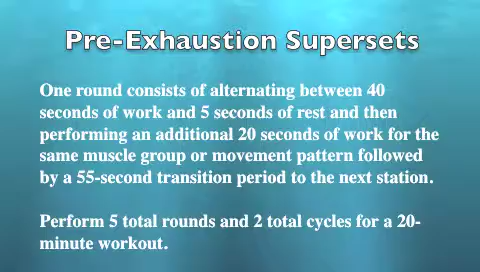 Pre-Exhaustion Supersets
One round consists of alternating between 40
seconds of work and 5 seconds of rest and then
performing an additional 20 seconds of work for the
same muscle group or movement pattern followed
by a 55-second transition period to the next station.
Perform 5 total rounds and 2 total cycles for a 20-
minute workout.